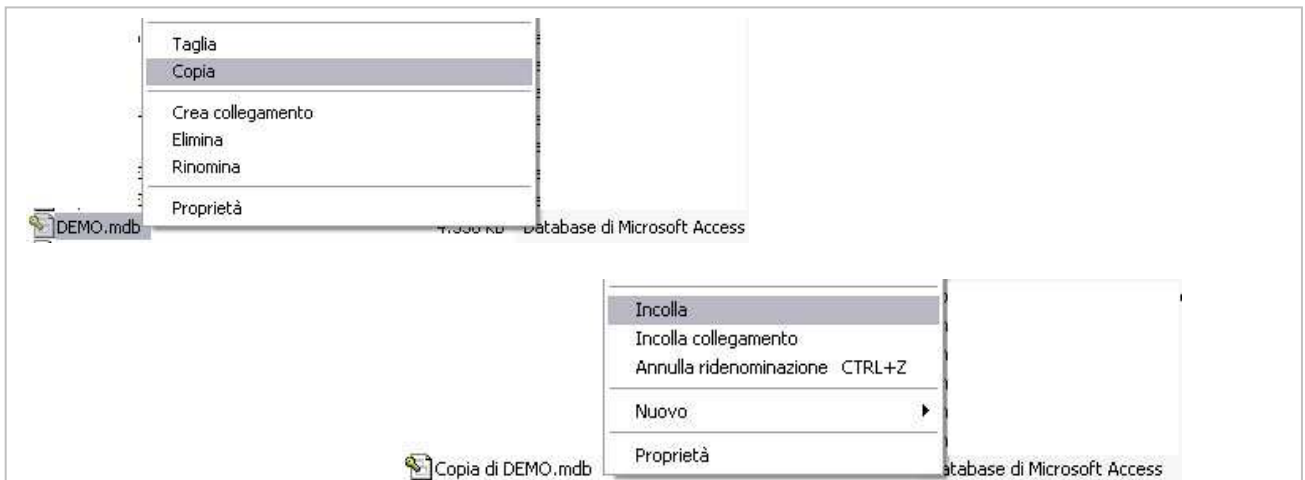 Taglia
Copia
Crea collegamento
Elimina
Rinomina
Proprietà
DEMO.mdb Database di Microsoft Access
Incolla
Incolla collegamento
Annulla ridenominazione CTRL+Z
Nuovo
Proprietà
Copia di DEMO.mdb atabase di Microsoft Access